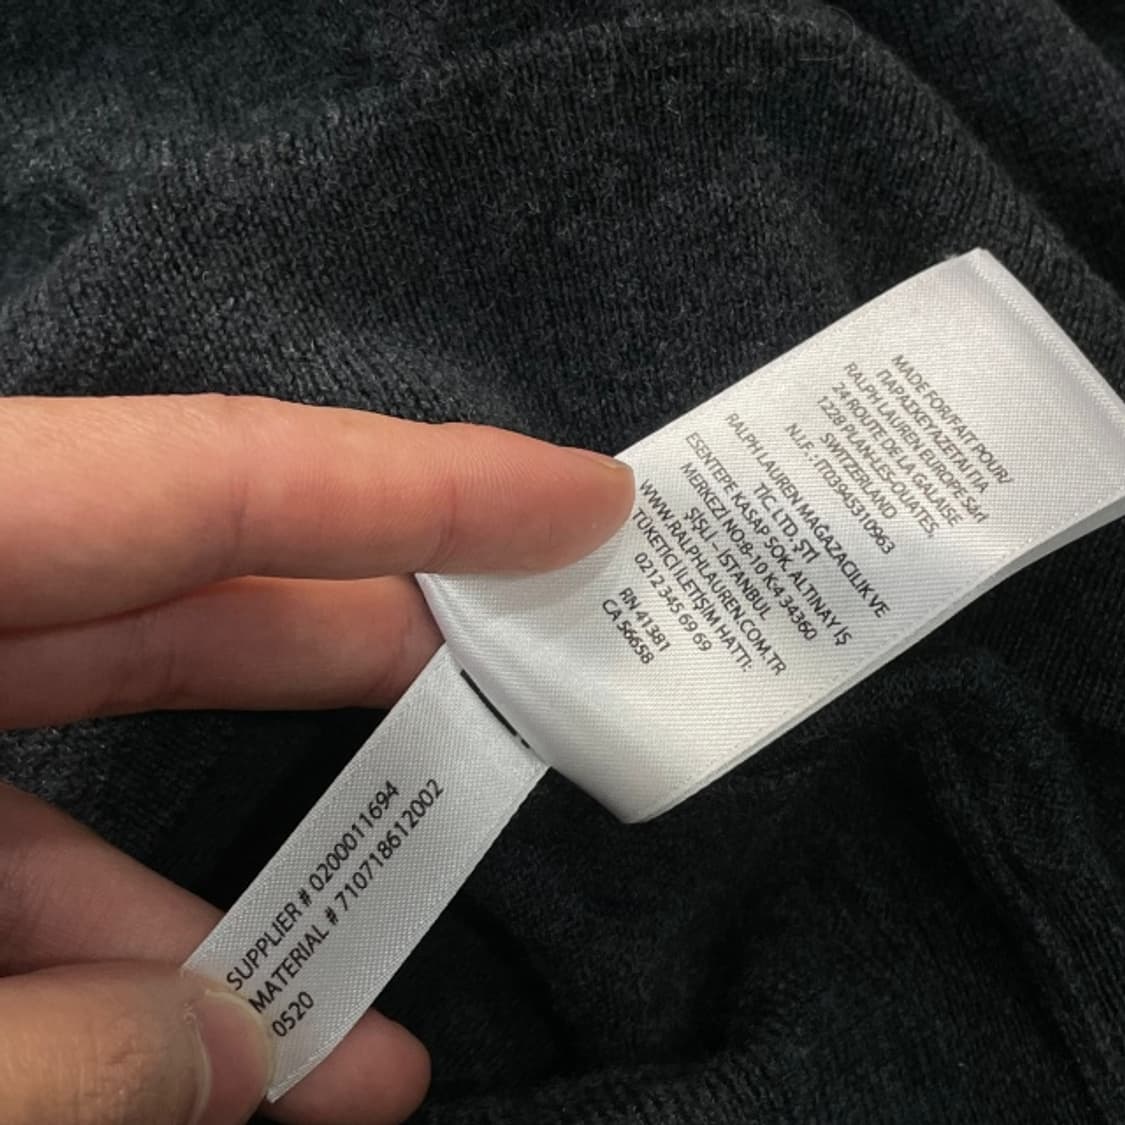 MADE FOR/FAIT POUR/
ΠΑΡΑΣΚΕΥΑΖΕΤΑΙ ΓΙΑ
RALPH LAUREN EUROPE Sàrl
24 ROUTE DE LA GALAISE
1228 PLAN-LES-OUATES,
SWITZERLAND
N.I.F. : IT03945310963
RALPH LAUREN MAĞAZACILIK VE
TİC. LTD. ŞTİ
ESENTEPE KASAP SOK. ALTINAY İŞ
MERKEZİ NO:8-10 K:4 34360
ŞİŞLİ - İSTANBUL
WWW.RALPHLAUREN.COM.TR
TÜKETİCİ İLETİŞİM HATTI:
0212 345 69 69
RN 41381
CA 56658
SUPPLIER # 0200011694
MATERIAL # 710718612002
0520